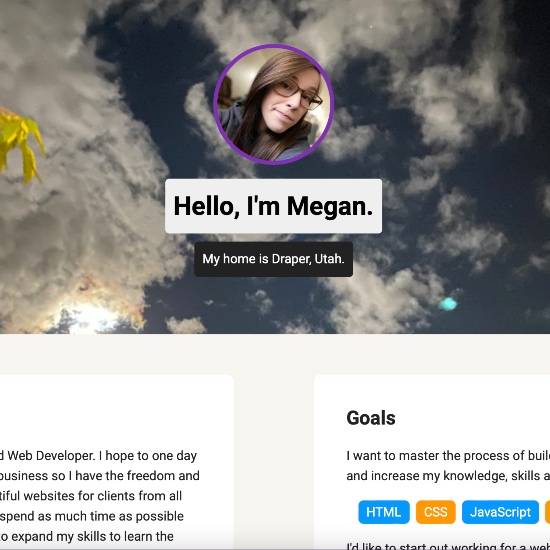 Hello, I'm Megan.
My home is Draper, Utah.
d Web Developer. I hope to one day
business so I have the freedom and
tiful websites for clients from all
spend as much time as possible
to expand my skills to learn the
Goals
I want to master the process of buil
and increase my knowledge, skills a
HTML CSS JavaScript
I'd like to start out working for a web